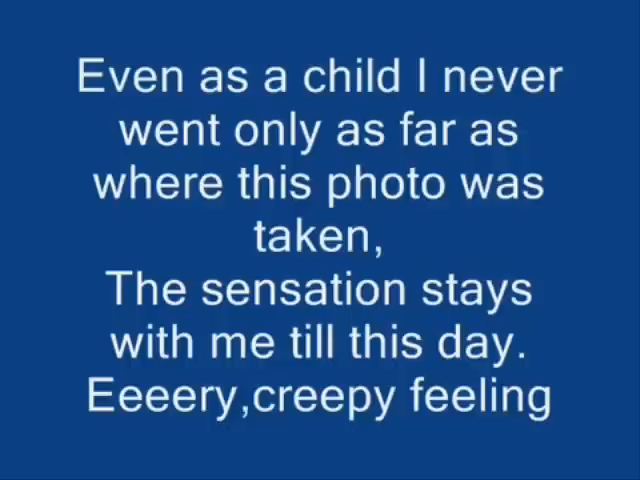 Even as a child I never
went only as far as
where this photo was
taken,
The sensation stays
with me till this day.
Eeeery,creepy feeling